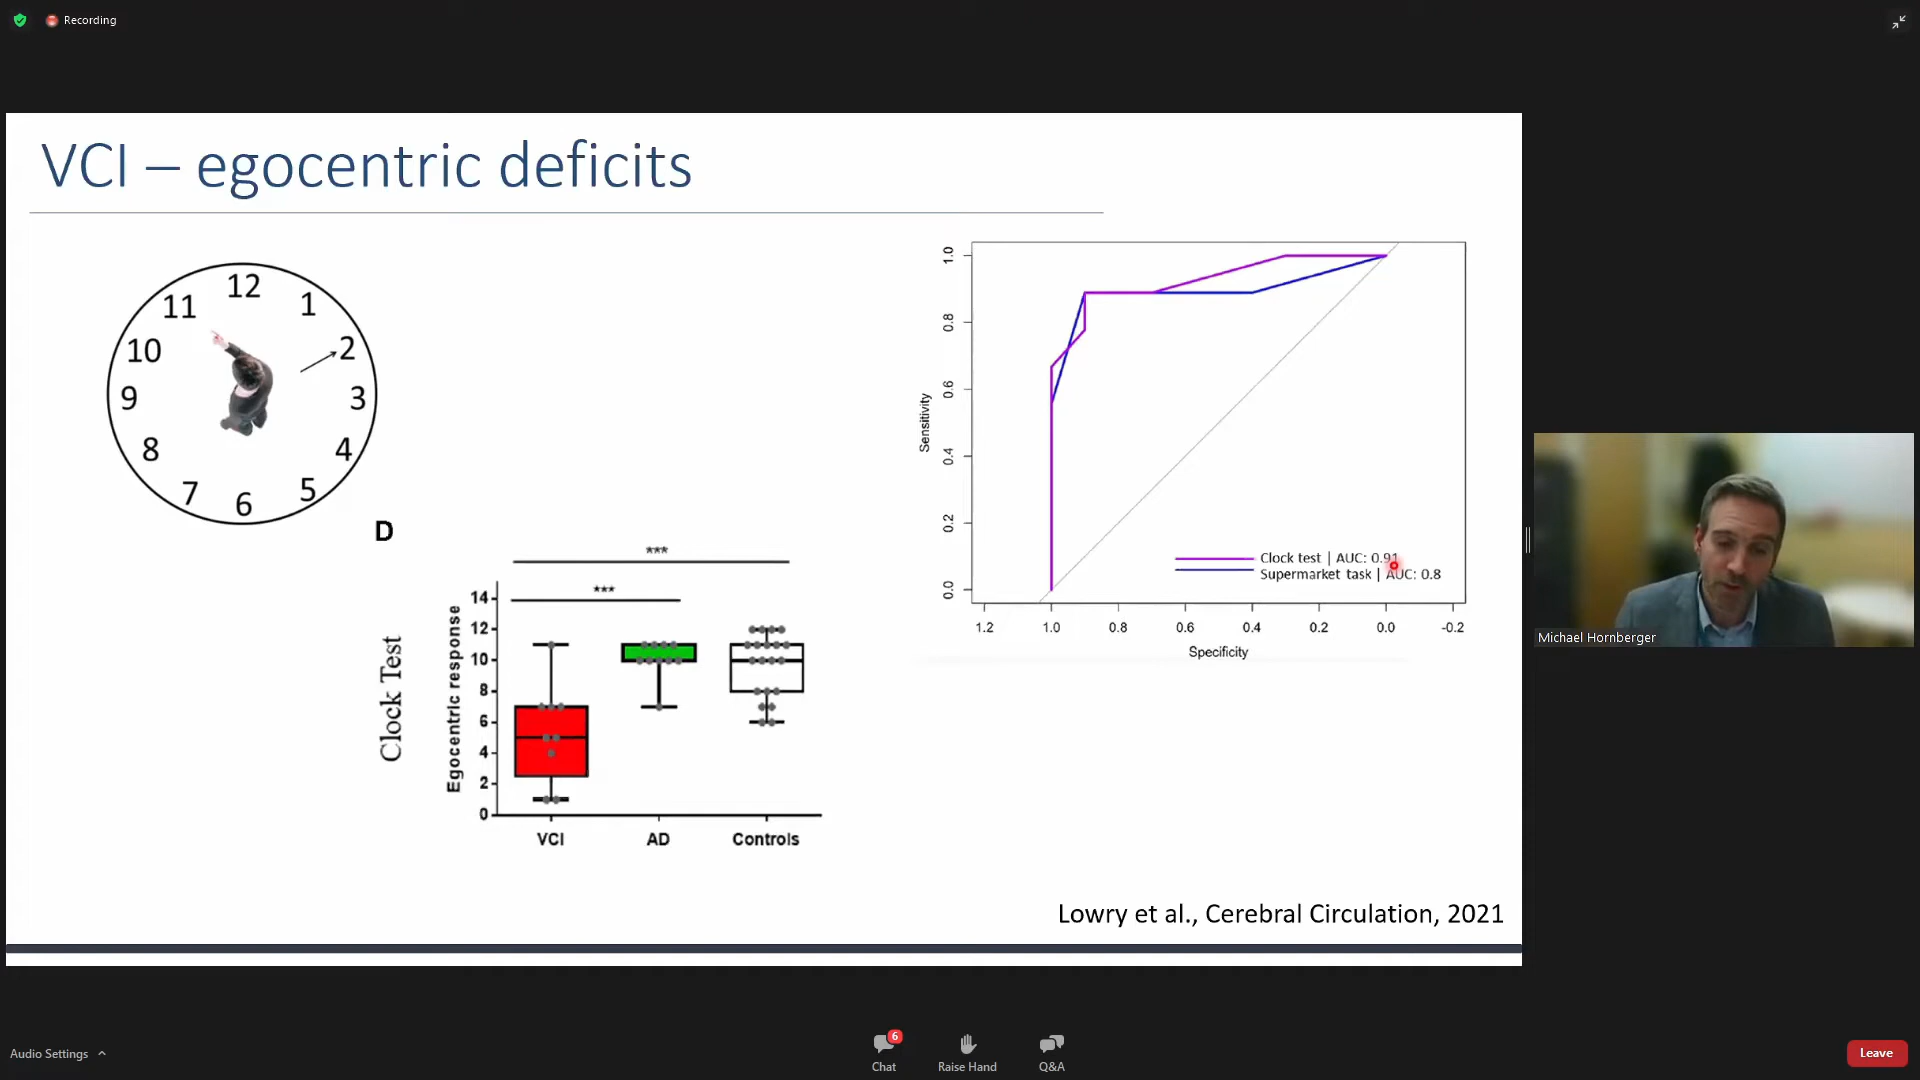 Recording
VCI – egocentric deficits
12
11
1
10
2
9
3
8
4
7
5
6
D
Clock Test
Egocentric response
***
***
14
12
10
8
6
4
2
0
VCI AD Controls
Sensitivity
1.0
0.8
0.6
0.4
0.2
0.0
Clock test | AUC: 0.91
Supermarket task | AUC: 0.8
1.2 1.0 0.8 0.6 0.4 0.2 0.0 -0.2
Specificity
Lowry et al., Cerebral Circulation, 2021
Michael Hornberger
Audio Settings
6
Chat
Raise Hand
Q&A
Leave